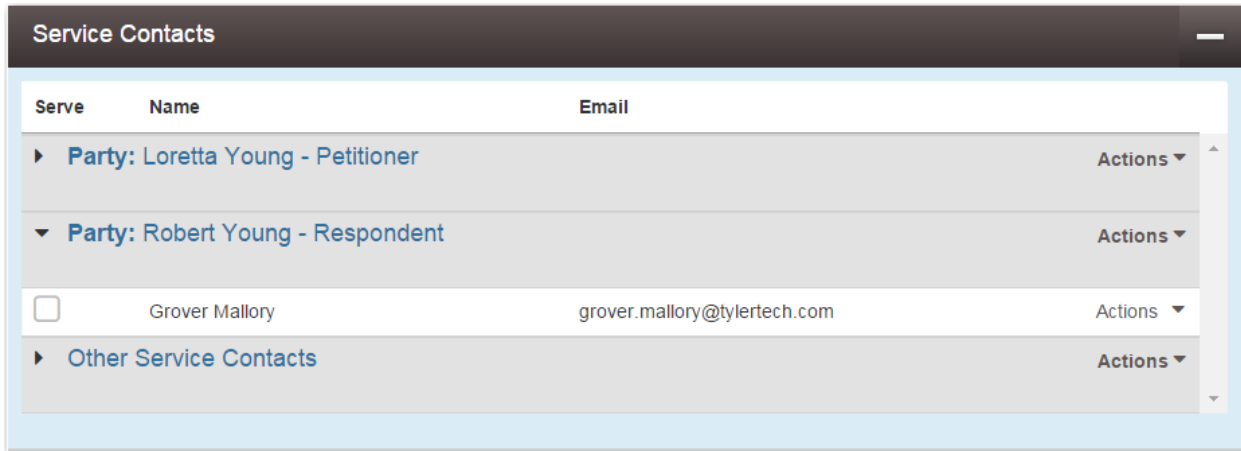 Service Contacts
Serve Name Email
Party: Loretta Young - Petitioner Actions
Party: Robert Young - Respondent Actions
Grover Mallory grover.mallory@tylertech.com Actions
Other Service Contacts Actions